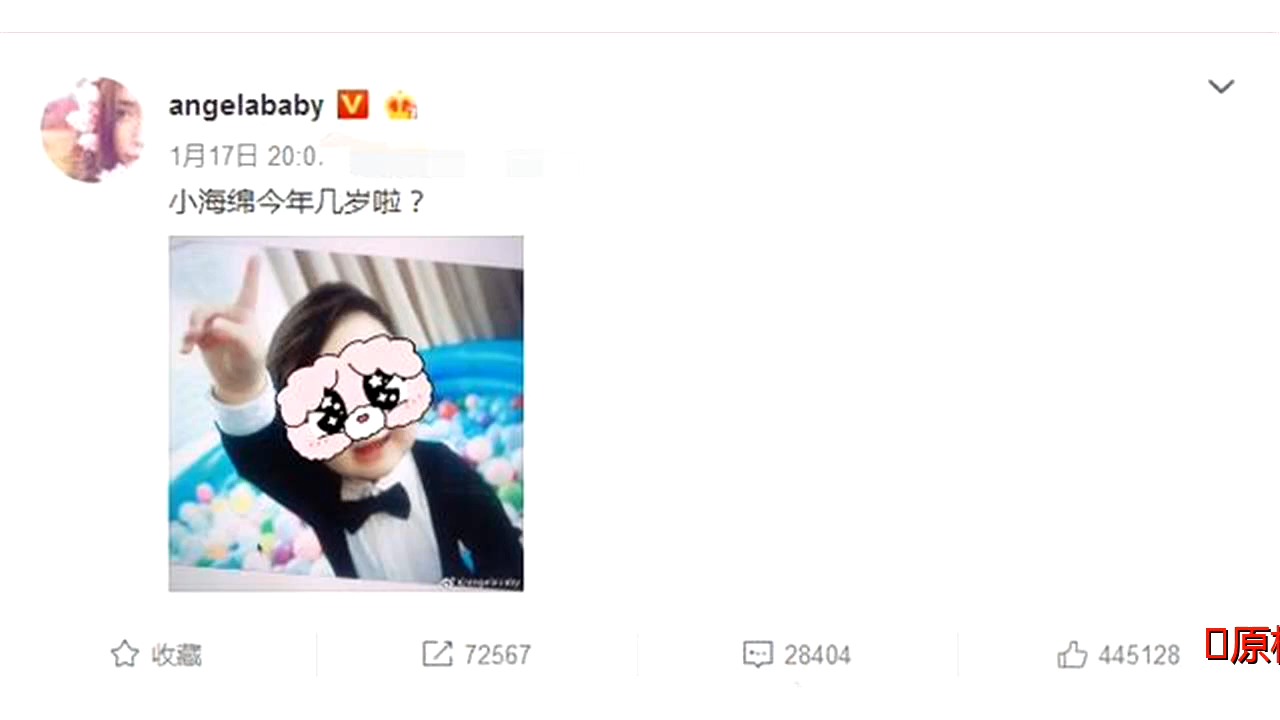 angelababy
1月17日 20:0.
小海绵今年几岁啦？
收藏
72567
28404
445128
原